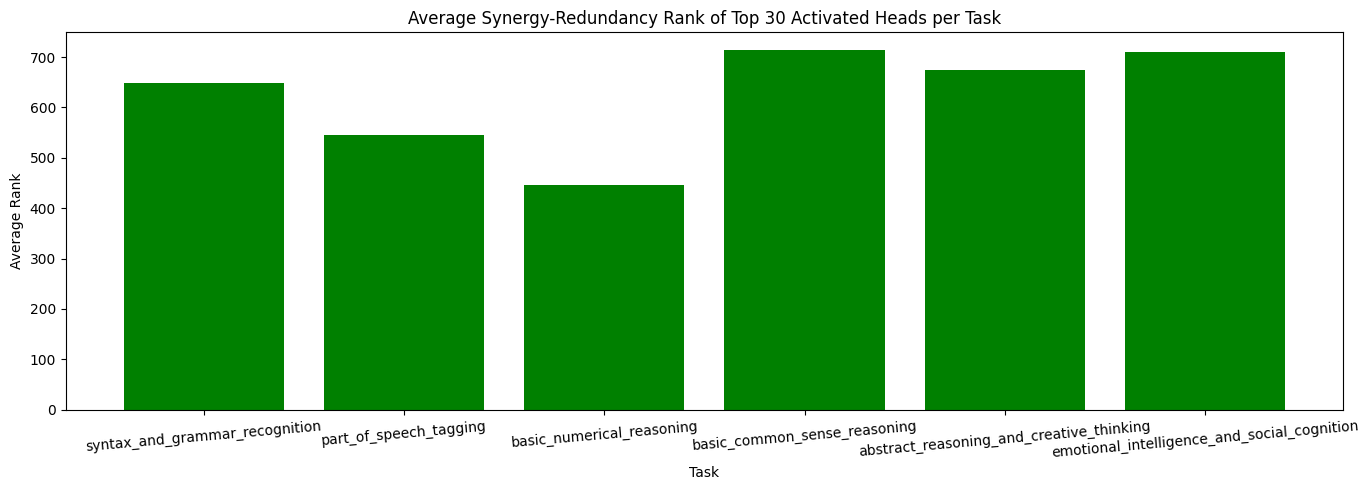 Average Synergy-Redundancy Rank of Top 30 Activated Heads per Task
Average Rank
700
600
500
400
300
200
100
0
syntax_and_grammar_recognition
part_of_speech_tagging
basic_numerical_reasoning
basic_common_sense_reasoning
abstract_reasoning_and_creative_thinking
emotional_intelligence_and_social_cognition
Task